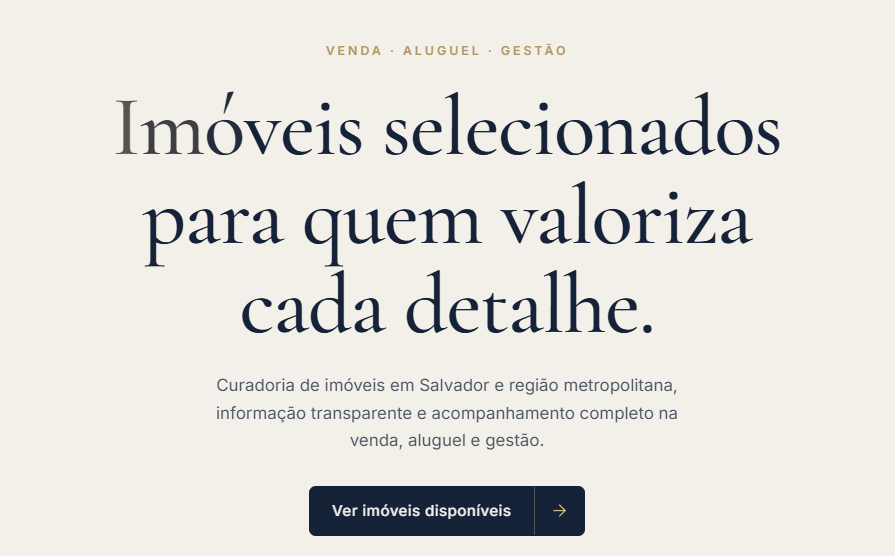 VENDA · ALUGUEL · GESTÃO
Imóveis selecionados
para quem valoriza
cada detalhe.
Curadoria de imóveis em Salvador e região metropolitana,
informação transparente e acompanhamento completo na
venda, aluguel e gestão.
Ver imóveis disponíveis →